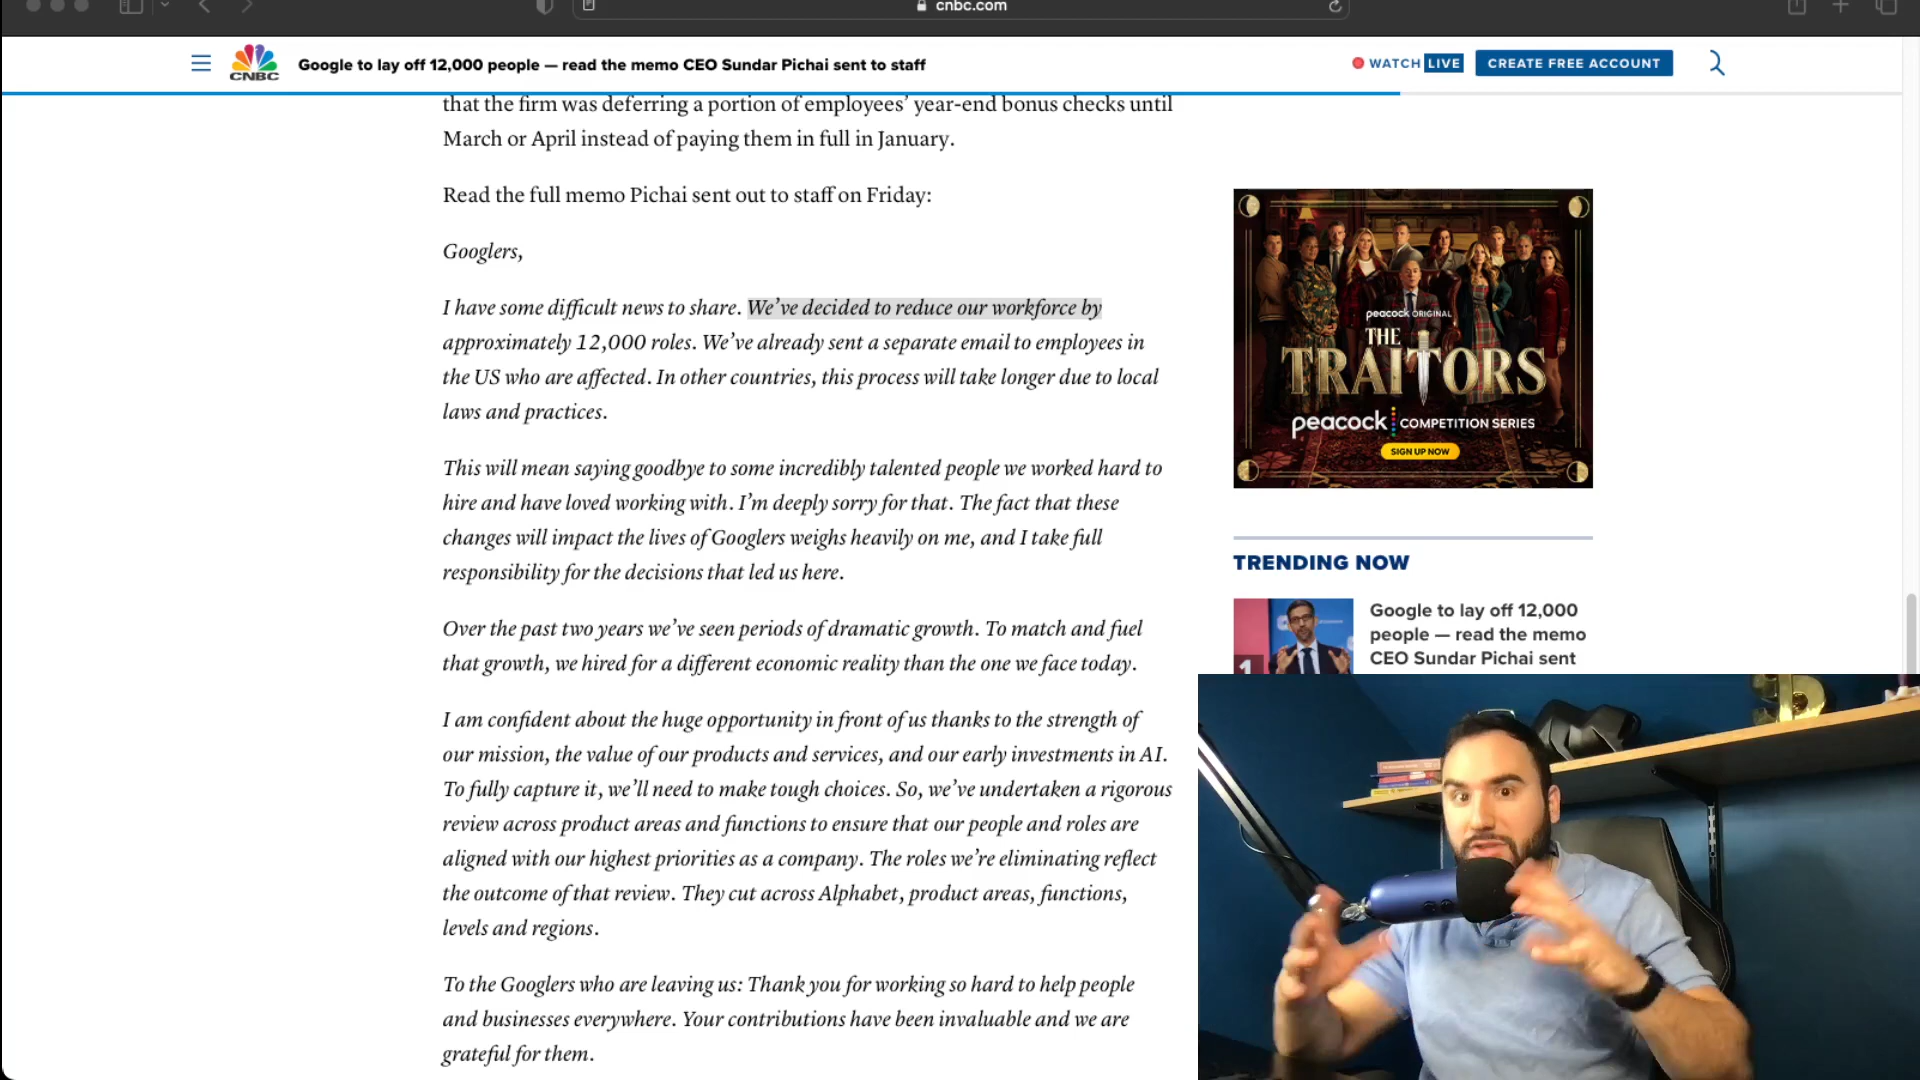 cnbc.com
CNBC
Google to lay off 12,000 people — read the memo CEO Sundar Pichai sent to staff
WATCH LIVE
CREATE FREE ACCOUNT
that the firm was deferring a portion of employees’ year-end bonus checks until
March or April instead of paying them in full in January.
Read the full memo Pichai sent out to staff on Friday:
Googlers,
I have some difficult news to share. We’ve decided to reduce our workforce by
approximately 12,000 roles. We’ve already sent a separate email to employees in
the US who are affected. In other countries, this process will take longer due to local
laws and practices.
This will mean saying goodbye to some incredibly talented people we worked hard to
hire and have loved working with. I’m deeply sorry for that. The fact that these
changes will impact the lives of Googlers weighs heavily on me, and I take full
responsibility for the decisions that led us here.
Over the past two years we’ve seen periods of dramatic growth. To match and fuel
that growth, we hired for a different economic reality than the one we face today.
I am confident about the huge opportunity in front of us thanks to the strength of
our mission, the value of our products and services, and our early investments in AI.
To fully capture it, we’ll need to make tough choices. So, we’ve undertaken a rigorous
review across product areas and functions to ensure that our people and roles are
aligned with our highest priorities as a company. The roles we’re eliminating reflect
the outcome of that review. They cut across Alphabet, product areas, functions,
levels and regions.
To the Googlers who are leaving us: Thank you for working so hard to help people
and businesses everywhere. Your contributions have been invaluable and we are
grateful for them.
peacock ORIGINAL
THE
TRAITORS
peacock COMPETITION SERIES
SIGN UP NOW
TRENDING NOW
1
Google to lay off 12,000
people — read the memo
CEO Sundar Pichai sent